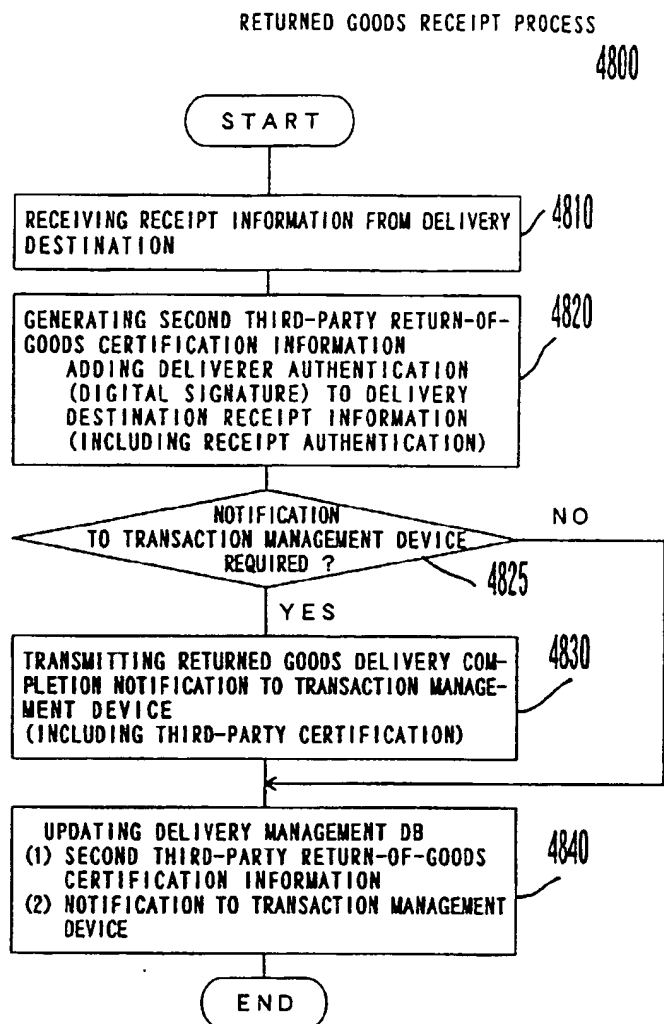 RETURNED GOODS RECEIPT PROCESS
4800
START
RECEIVING RECEIPT INFORMATION FROM DELIVERY
DESTINATION
4810
GENERATING SECOND THIRD-PARTY RETURN-OF-
GOODS CERTIFICATION INFORMATION
ADDING DELIVERER AUTHENTICATION
(DIGITAL SIGNATURE) TO DELIVERY
DESTINATION RECEIPT INFORMATION
(INCLUDING RECEIPT AUTHENTICATION)
4820
NOTIFICATION
TO TRANSACTION MANAGEMENT DEVICE
REQUIRED ?
NO
4825
YES
TRANSMITTING RETURNED GOODS DELIVERY COM-
PLETION NOTIFICATION TO TRANSACTION MANAGE-
MENT DEVICE
(INCLUDING THIRD-PARTY CERTIFICATION)
4830
UPDATING DELIVERY MANAGEMENT DB
(1) SECOND THIRD-PARTY RETURN-OF-GOODS
CERTIFICATION INFORMATION
(2) NOTIFICATION TO TRANSACTION MANAGEMENT
DEVICE
4840
END